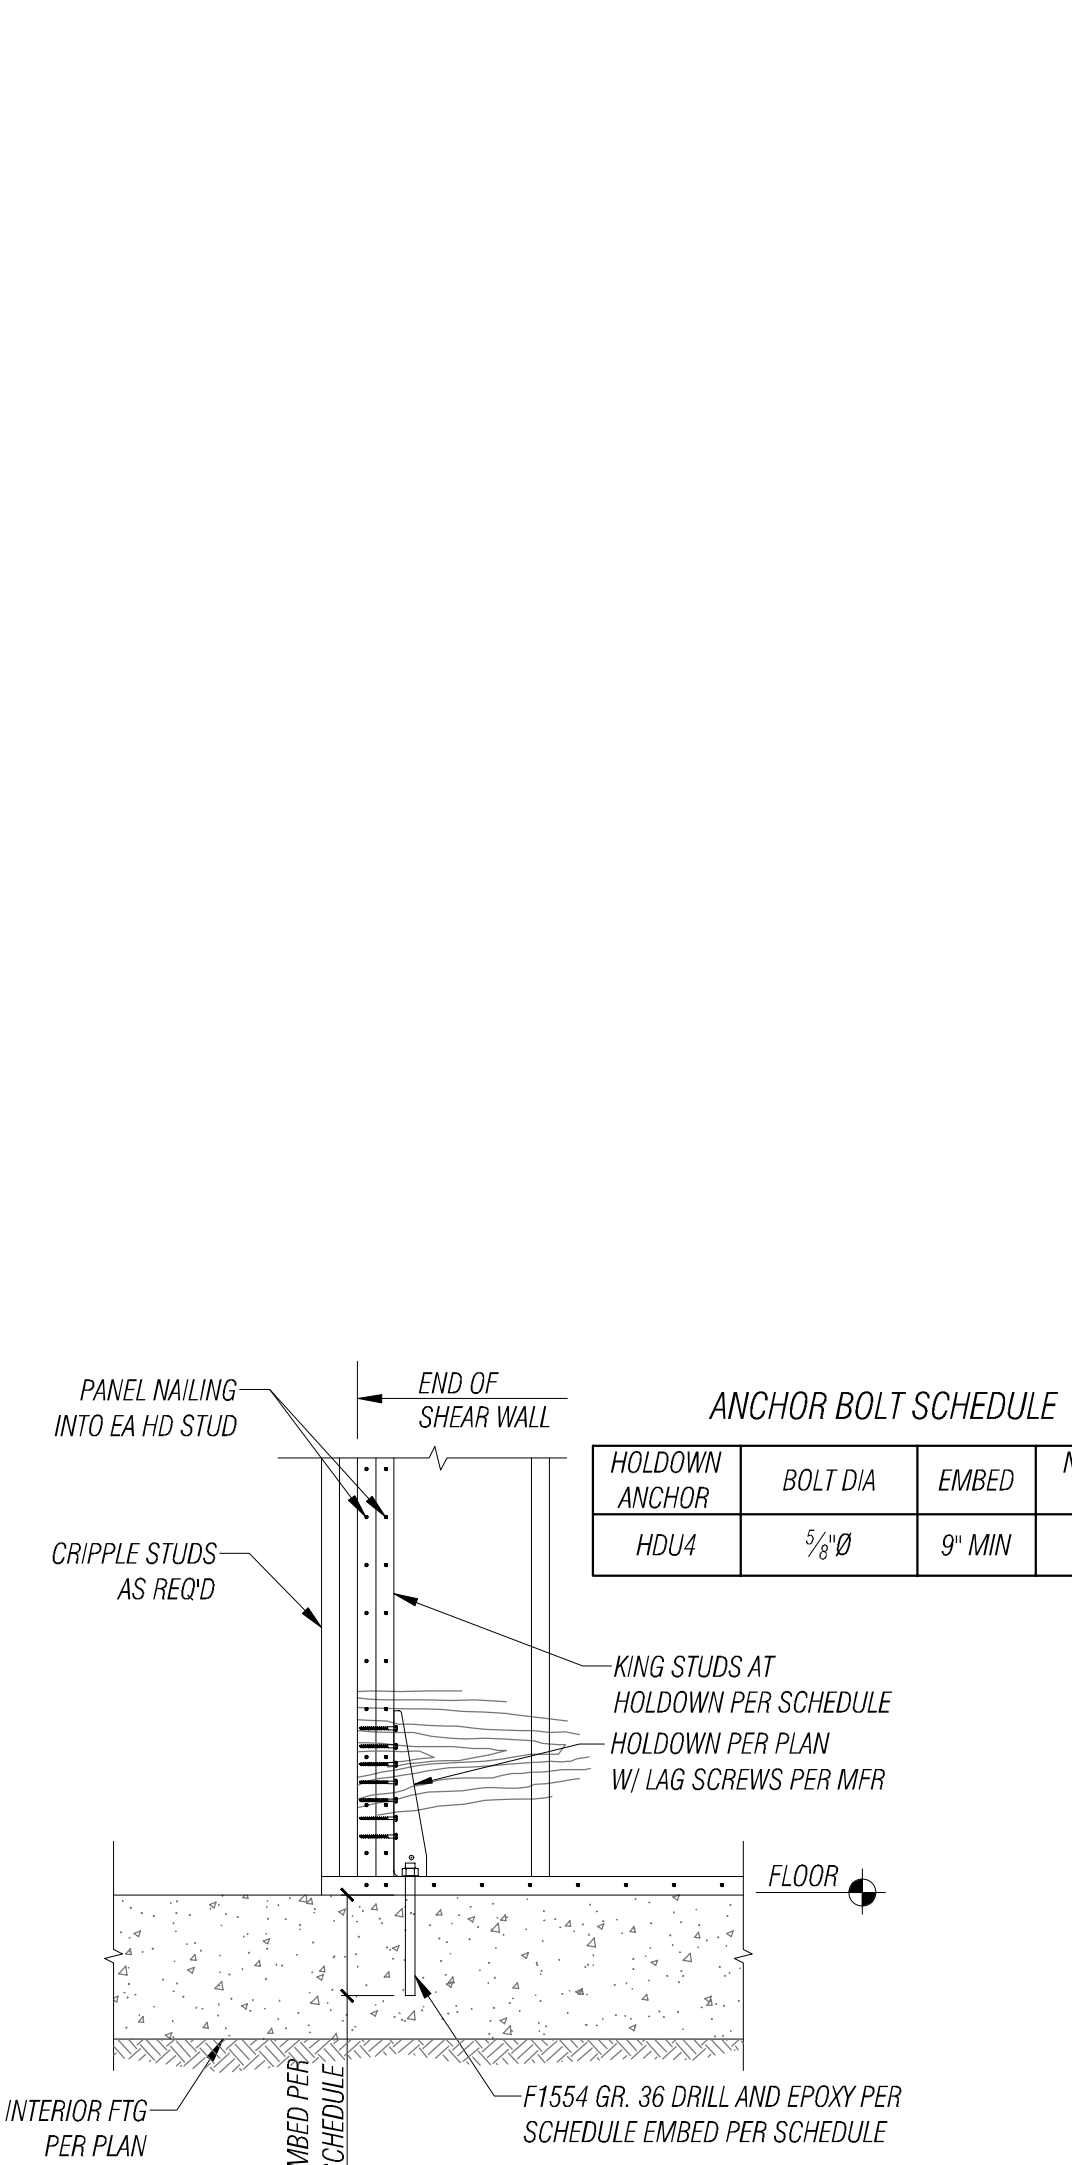 PANEL NAILING
INTO EA HD STUD
END OF
SHEAR WALL
ANCHOR BOLT SCHEDULE
HOLDOWN
ANCHOR
BOLT DIA
EMBED
HDU4
5/8"Ø
9" MIN
CRIPPLE STUDS
AS REQ'D
KING STUDS AT
HOLDOWN PER SCHEDULE
HOLDOWN PER PLAN
W/ LAG SCREWS PER MFR
FLOOR
INTERIOR FTG
PER PLAN
MBED PER
CHEDULE
F1554 GR. 36 DRILL AND EPOXY PER
SCHEDULE EMBED PER SCHEDULE